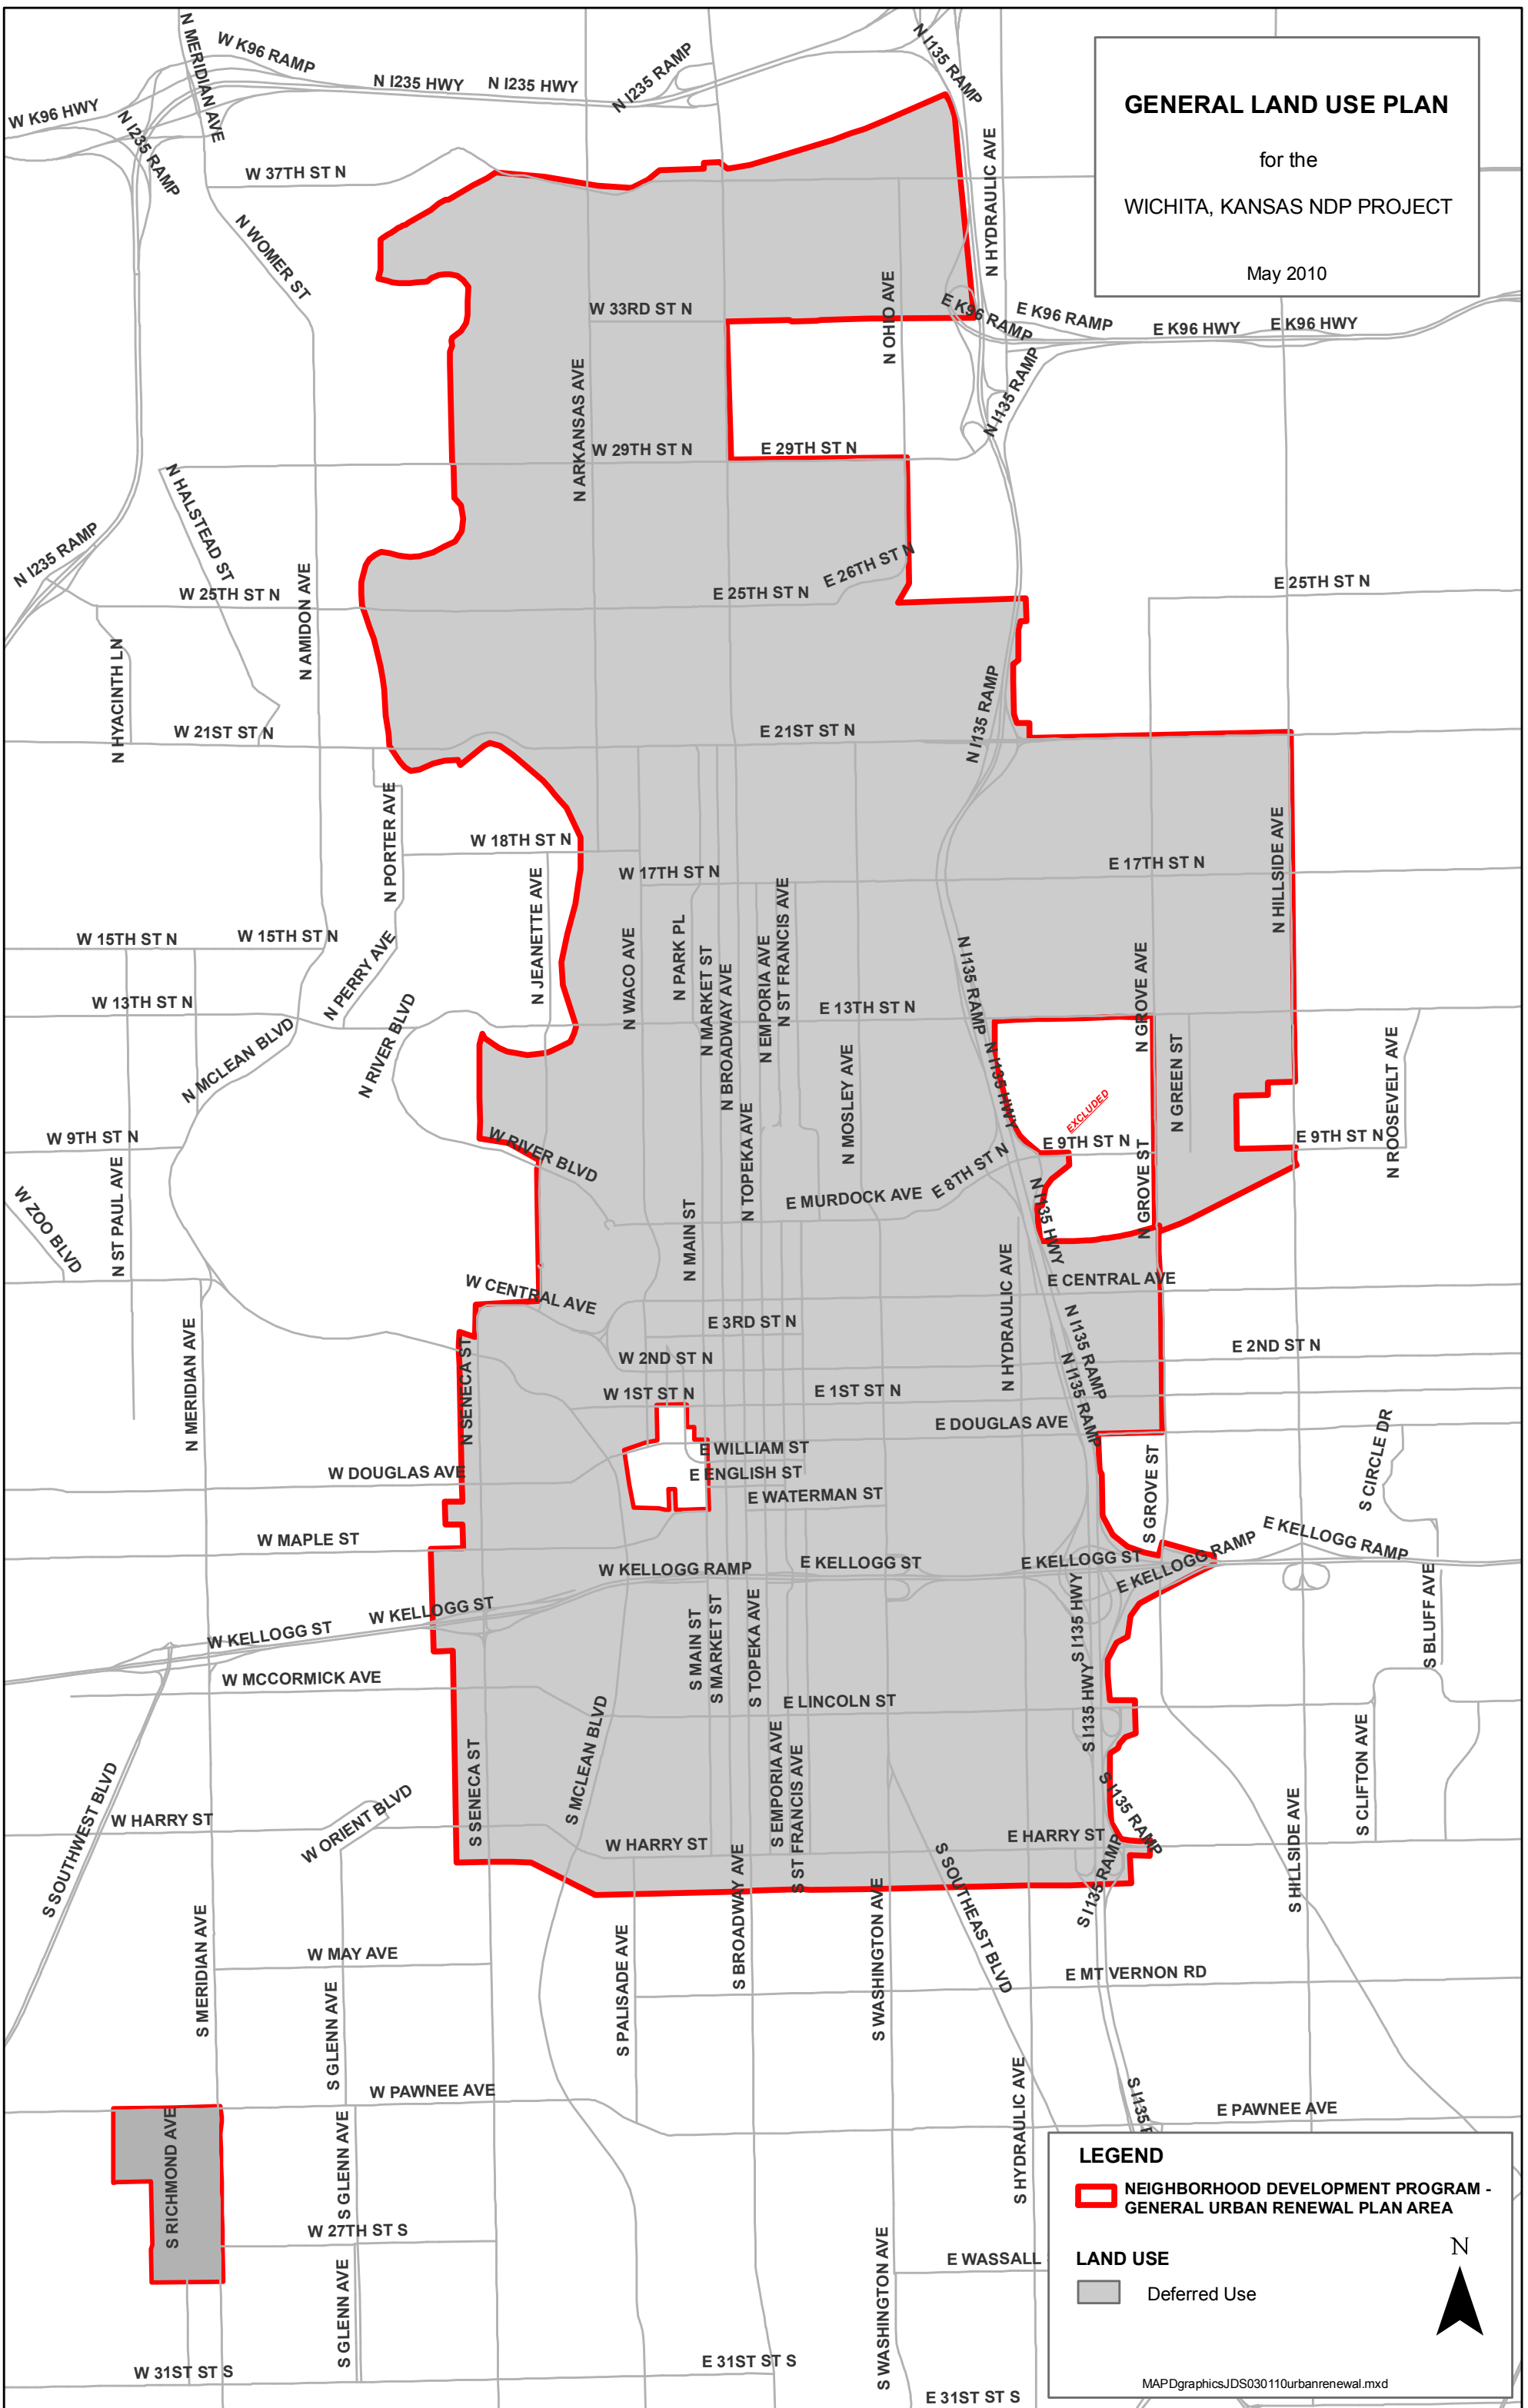 GENERAL LAND USE PLAN
for the
WICHITA, KANSAS NDP PROJECT
May 2010
N MERIDIAN AVE
W K96 RAMP
N I235 HWY
N I235 HWY
N I235 RAMP
N I135 RAMP
W K96 HWY
N I235 RAMP
W 37TH ST N
N HYDRAULIC AVE
N WOMER ST
N OHIO AVE
W 33RD ST N
E K96 RAMP
E K96 RAMP
E K96 HWY
E K96 HWY
N ARKANSAS AVE
N I135 RAMP
W 29TH ST N
E 29TH ST N
N HALSTEAD ST
N I235 RAMP
E 26TH ST N
W 25TH ST N
E 25TH ST N
E 25TH ST N
N AMIDON AVE
N HYACINTH LN
N I135 RAMP
W 21ST ST N
E 21ST ST N
N PORTER AVE
W 18TH ST N
W 17TH ST N
E 17TH ST N
N HILLSIDE AVE
N JEANETTE AVE
N WACO AVE
N PARK PL
N MARKET ST
N BROADWAY AVE
N EMPORIA AVE
N ST FRANCIS AVE
W 15TH ST N
W 15TH ST N
N PERRY AVE
N I135 RAMP
N GROVE AVE
W 13TH ST N
E 13TH ST N
N MCLEAN BLVD
N RIVER BLVD
N MOSLEY AVE
N I135 HWY
EXCLUDED
N GREEN ST
N ROOSEVELT AVE
W 9TH ST N
E 9TH ST N
E 9TH ST N
W RIVER BLVD
N TOPEKA AVE
E 8TH ST N
E MURDOCK AVE
N ST PAUL AVE
W ZOO BLVD
N MAIN ST
N I135 HWY
N GROVE ST
N HYDRAULIC AVE
W CENTRAL AVE
E CENTRAL AVE
E 3RD ST N
N I135 RAMP
N MERIDIAN AVE
N SENECA ST
W 2ND ST N
E 2ND ST N
N I135 RAMP
W 1ST ST N
E 1ST ST N
E DOUGLAS AVE
E WILLIAM ST
W DOUGLAS AVE
E ENGLISH ST
E WATERMAN ST
S GROVE ST
S CIRCLE DR
W MAPLE ST
E KELLOGG RAMP
W KELLOGG RAMP
E KELLOGG ST
E KELLOGG ST
E KELLOGG RAMP
W KELLOGG ST
W KELLOGG ST
S I135 HWY
S BLUFF AVE
S MAIN ST
S MARKET ST
S TOPEKA AVE
W MCCORMICK AVE
E LINCOLN ST
S I135 HWY
S MCLEAN BLVD
S EMPORIA AVE
S ST FRANCIS AVE
S SENECA ST
S CLIFTON AVE
S SOUTHWEST BLVD
W HARRY ST
W ORIENT BLVD
W HARRY ST
E HARRY ST
S I135 RAMP
S I135 RAMP
S HILLSIDE AVE
S BROADWAY AVE
S WASHINGTON AVE
S SOUTHEAST BLVD
S MERIDIAN AVE
W MAY AVE
S PALISADE AVE
E MT VERNON RD
S GLENN AVE
W PAWNEE AVE
S HYDRAULIC AVE
E PAWNEE AVE
S RICHMOND AVE
S GLENN AVE
W 27TH ST S
S GLENN AVE
S WASHINGTON AVE
E WASSALL
W 31ST ST S
E 31ST ST S
E 31ST ST S
LEGEND
NEIGHBORHOOD DEVELOPMENT PROGRAM -
GENERAL URBAN RENEWAL PLAN AREA
LAND USE
Deferred Use
N
MAPDgraphicsJDS030110urbanrenewal.mxd